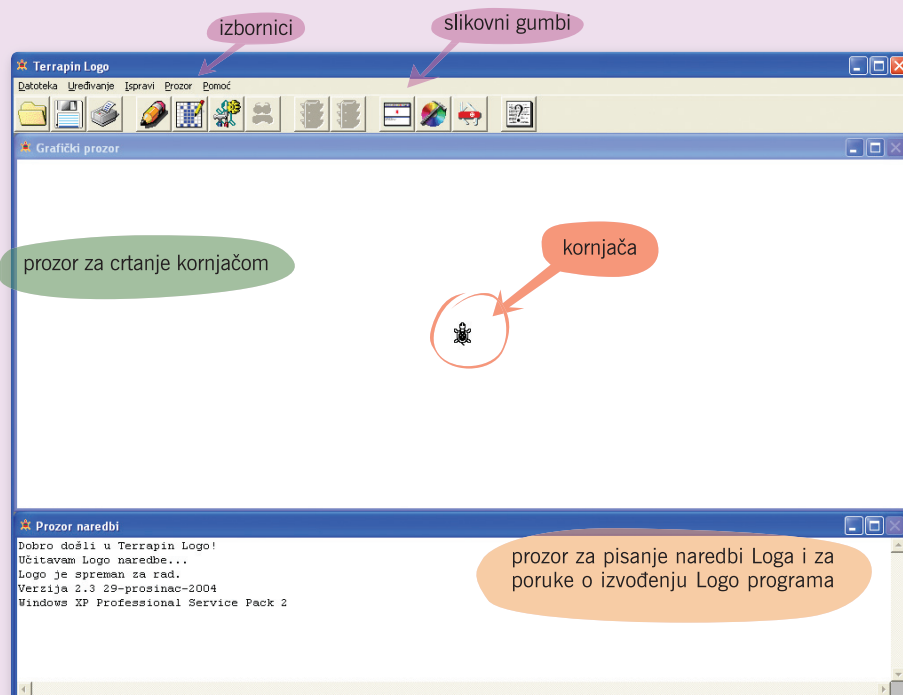 izbornici
slikovni gumbi
Terrapin Logo
Datoteka Uređivanje Ispravi Prozor Pomoć
Grafički prozor
prozor za crtanje kornjačom
kornjača
Prozor naredbi
Dobro došli u Terrapin Logo!
Učitavam Logo naredbe...
Logo je spreman za rad.
Verzija 2.3 29-prosinac-2004
Windows XP Professional Service Pack 2
prozor za pisanje naredbi Loga i za
poruke o izvođenju Logo programa